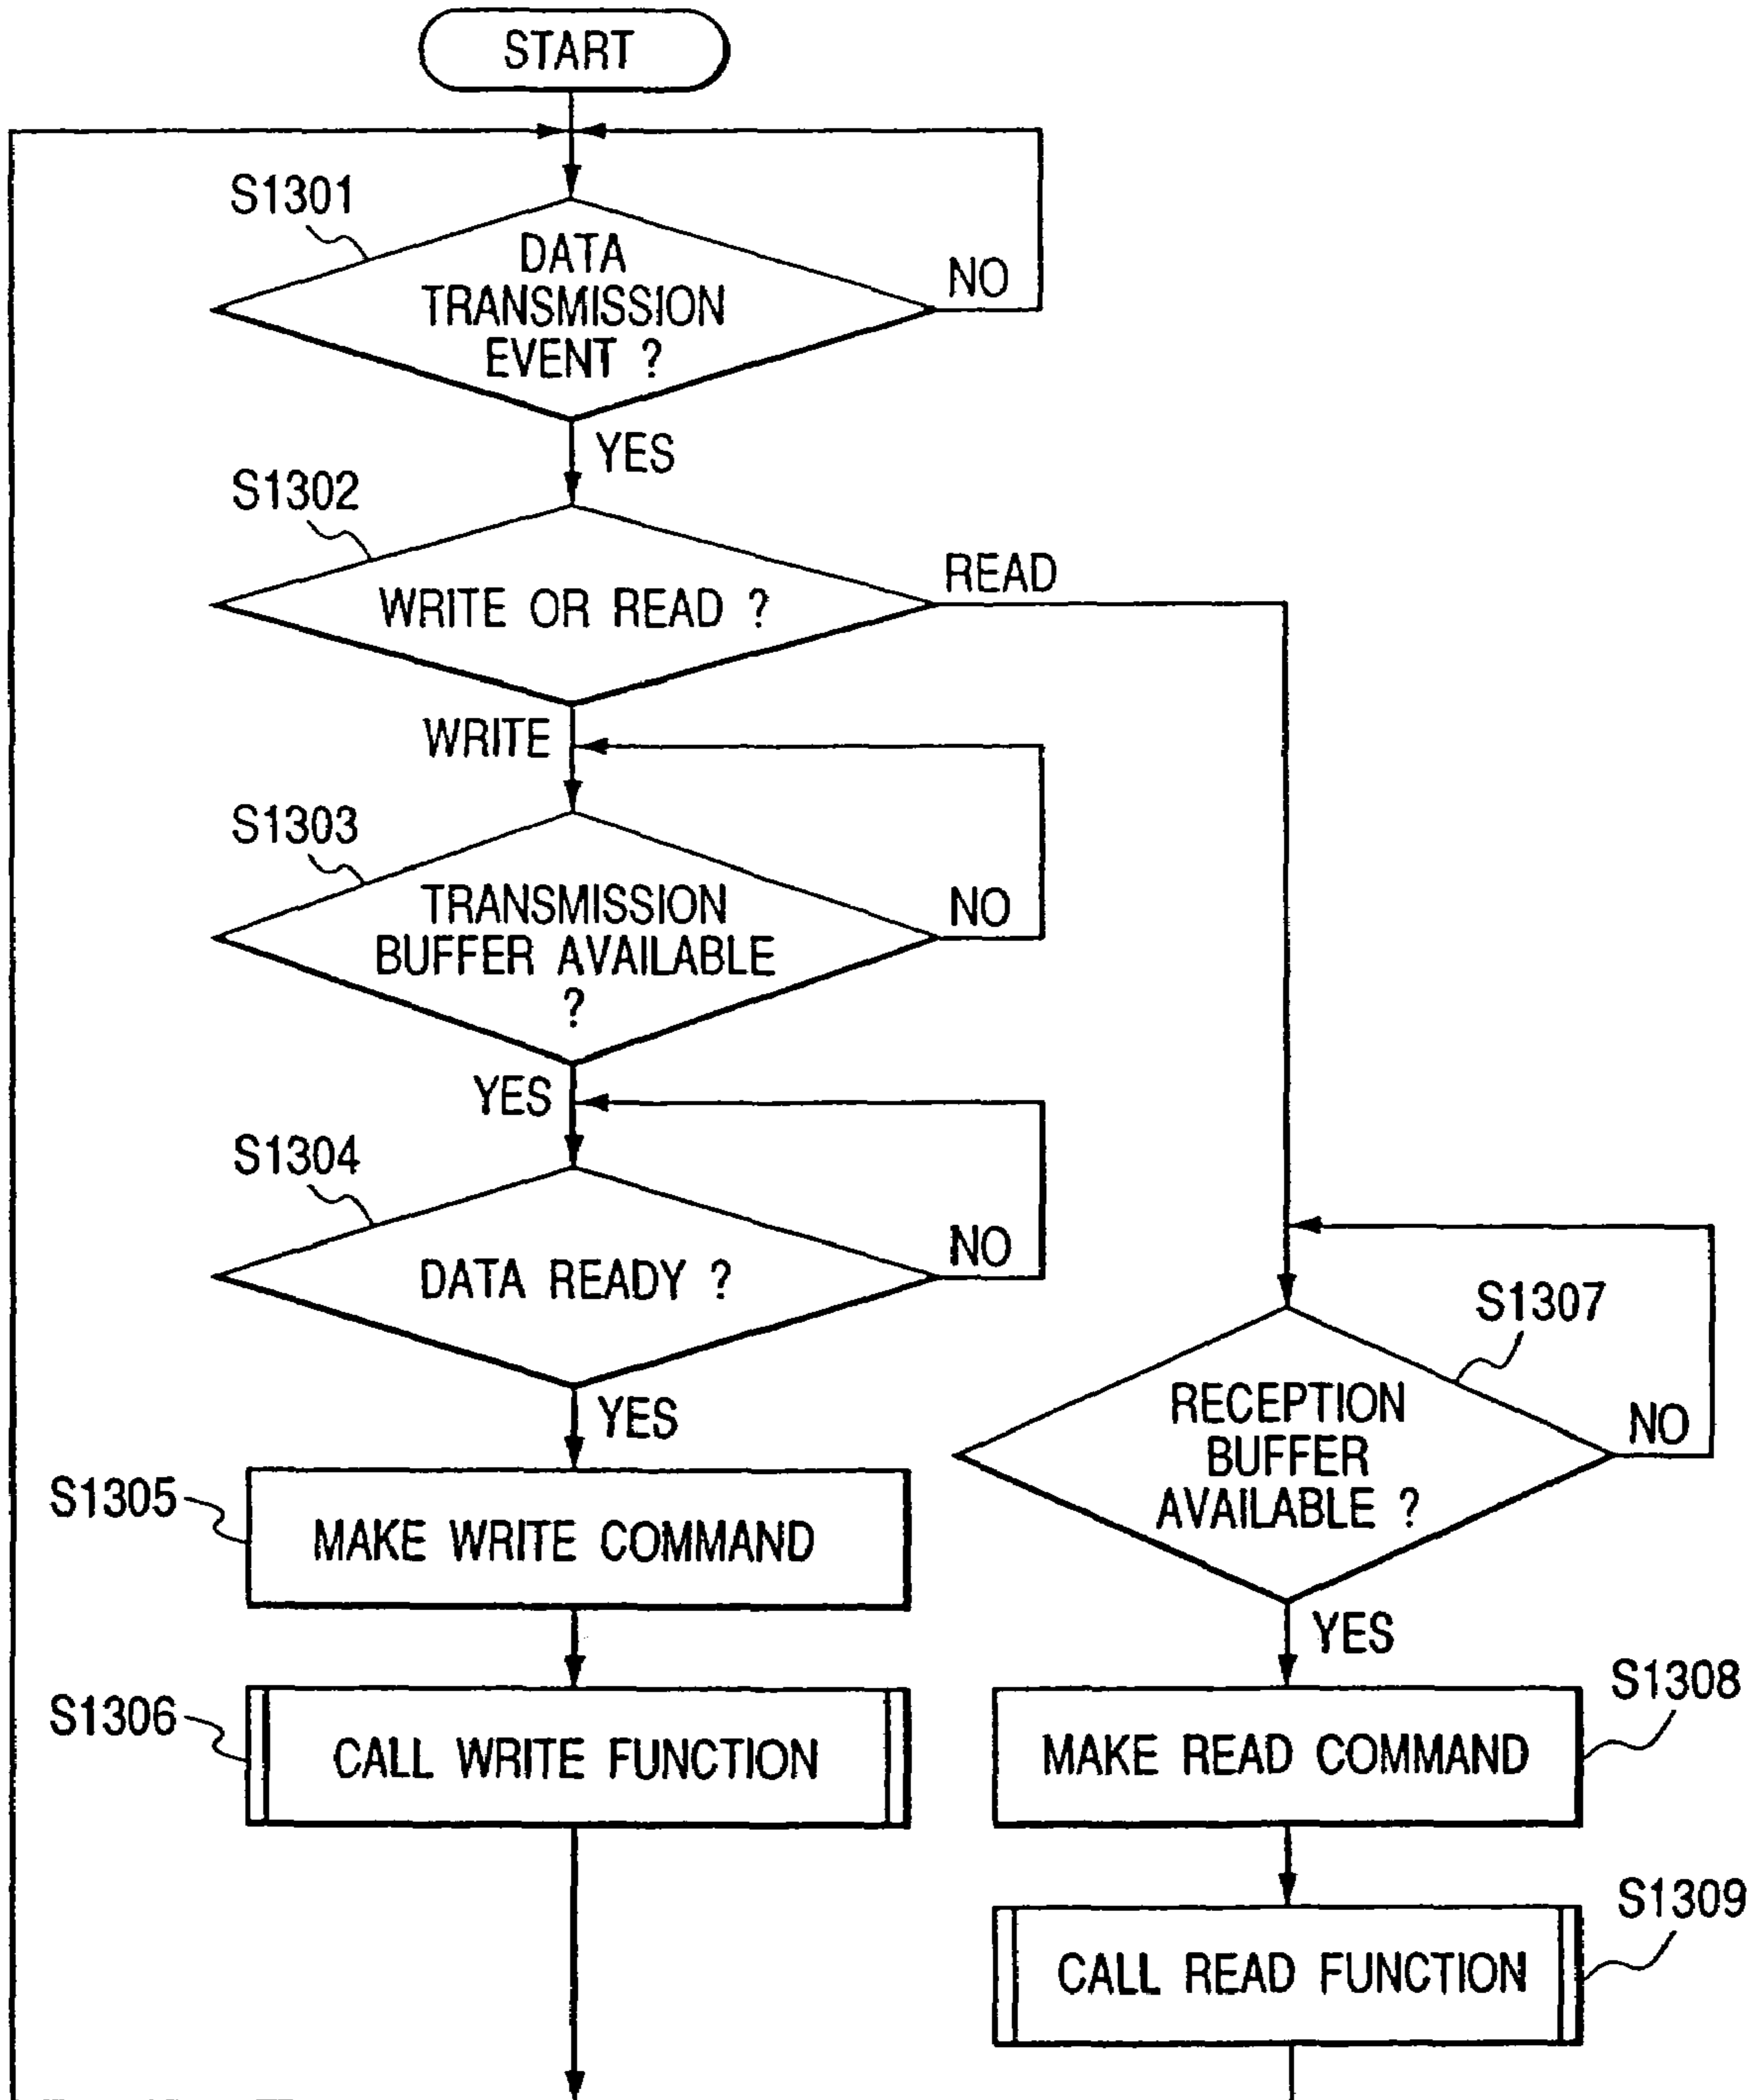 START
S1301
DATA
TRANSMISSION
EVENT ?
NO
YES
S1302
WRITE OR READ ?
READ
WRITE
S1303
TRANSMISSION
BUFFER AVAILABLE
?
NO
YES
S1304
DATA READY ?
NO
YES
S1305
MAKE WRITE COMMAND
S1306
CALL WRITE FUNCTION
S1307
RECEPTION
BUFFER
AVAILABLE ?
NO
YES
S1308
MAKE READ COMMAND
S1309
CALL READ FUNCTION